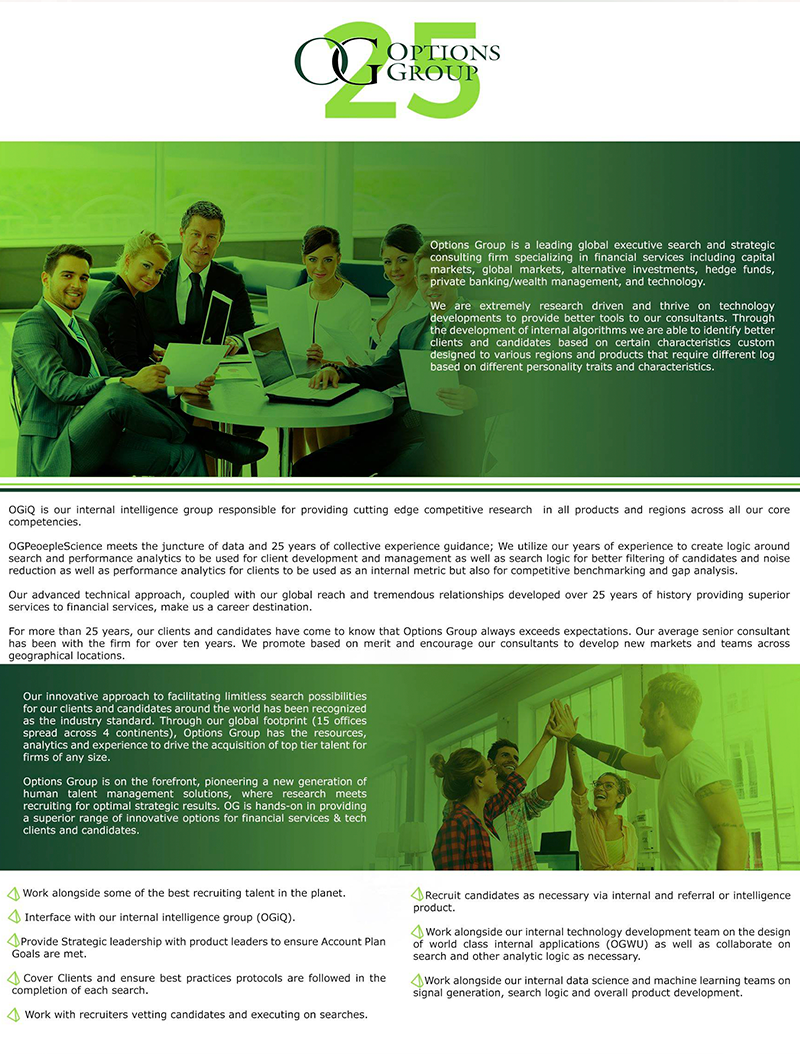 25
OG OPTIONS
GROUP
Options Group is a leading global executive search and strategic
consulting firm specializing in financial services including capital
markets, global markets, alternative investments, hedge funds,
private banking/wealth management, and technology.
We are extremely research driven and thrive on technology
developments to provide better tools to our consultants. Through
the development of internal algorithms we are able to identify better
clients and candidates based on certain characteristics custom
designed to various regions and products that require different log
based on different personality traits and characteristics.
OGiQ is our internal intelligence group responsible for providing cutting edge competitive research in all products and regions across all our core
competencies.
OGPeoepleScience meets the juncture of data and 25 years of collective experience guidance; We utilize our years of experience to create logic around
search and performance analytics to be used for client development and management as well as search logic for better filtering of candidates and noise
reduction as well as performance analytics for clients to be used as an internal metric but also for competitive benchmarking and gap analysis.
Our advanced technical approach, coupled with our global reach and tremendous relationships developed over 25 years of history providing superior
services to financial services, make us a career destination.
For more than 25 years, our clients and candidates have come to know that Options Group always exceeds expectations. Our average senior consultant
has been with the firm for over ten years. We promote based on merit and encourage our consultants to develop new markets and teams across
geographical locations.
Our innovative approach to facilitating limitless search possibilities
for our clients and candidates around the world has been recognized
as the industry standard. Through our global footprint (15 offices
spread across 4 continents), Options Group has the resources,
analytics and experience to drive the acquisition of top tier talent for
firms of any size.
Options Group is on the forefront, pioneering a new generation of
human talent management solutions, where research meets
recruiting for optimal strategic results. OG is hands-on in providing
a superior range of innovative options for financial services & tech
clients and candidates.
Work alongside some of the best recruiting talent in the planet.
Interface with our internal intelligence group (OGiQ).
Provide Strategic leadership with product leaders to ensure Account Plan
Goals are met.
Cover Clients and ensure best practices protocols are followed in the
completion of each search.
Work with recruiters vetting candidates and executing on searches.
Recruit candidates as necessary via internal and referral or intelligence
product.
Work alongside our internal technology development team on the design
of world class internal applications (OGWU) as well as collaborate on
search and other analytic logic as necessary.
Work alongside our internal data science and machine learning teams on
signal generation, search logic and overall product development.